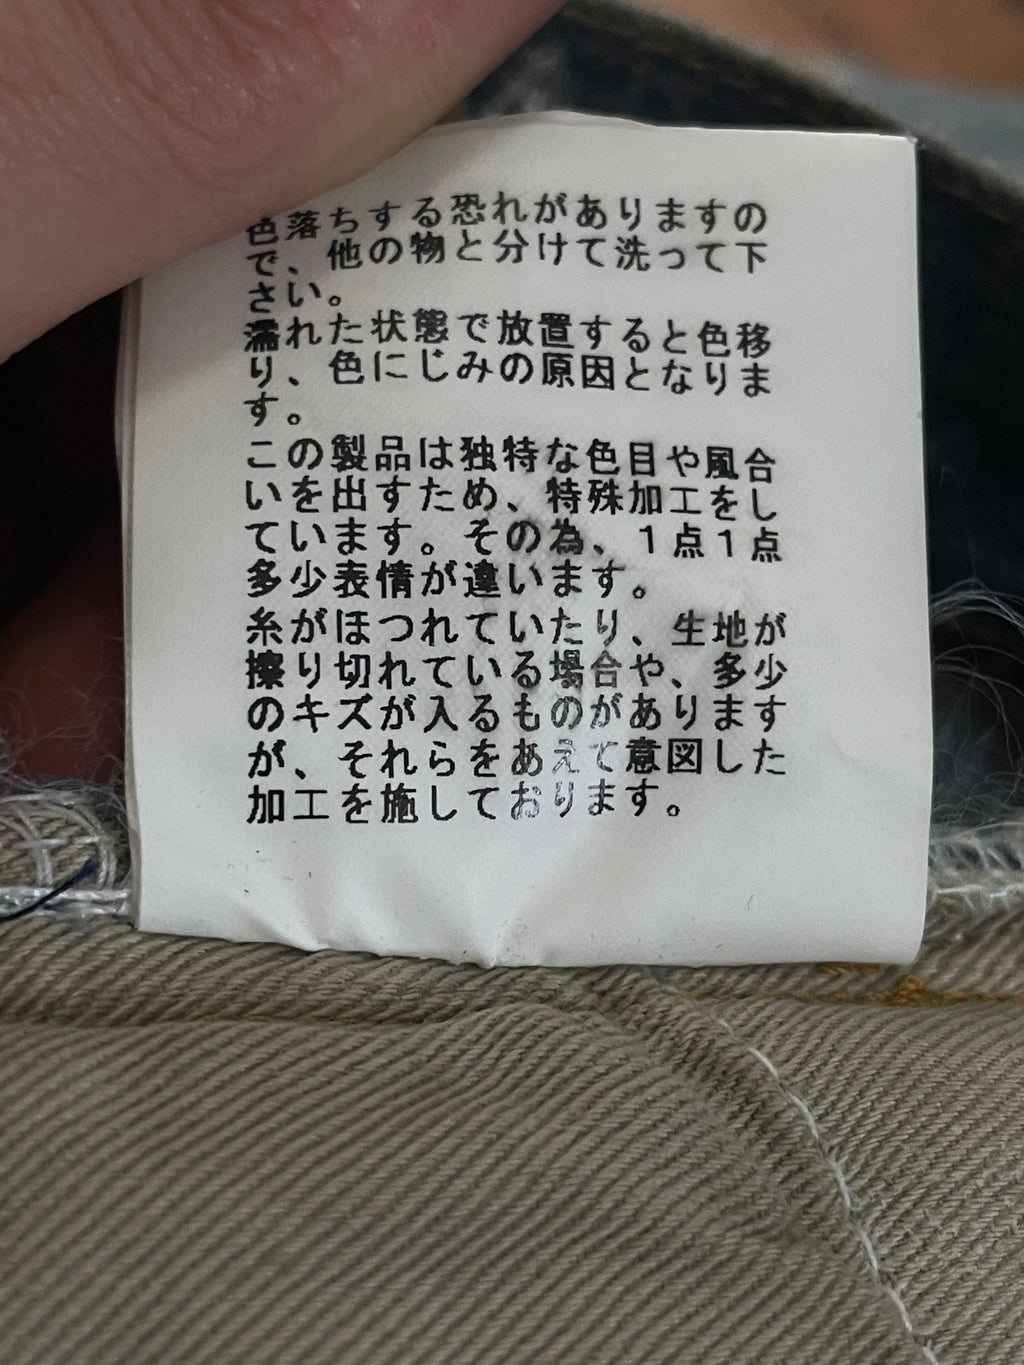 色落ちする恐れがありますの
で、他の物と分けて洗って下
さい。
濡れた状態で放置すると色移
り、色にじみの原因となりま
す。
この製品は独特な色目や風合
いを出すため、特殊加工をし
ています。その為、１点１点
多少表情が違います。
糸がほつれていたり、生地が
擦り切れている場合や、多少
のキズが入るものがあります
が、それらをあえて意図した
加工を施しております。